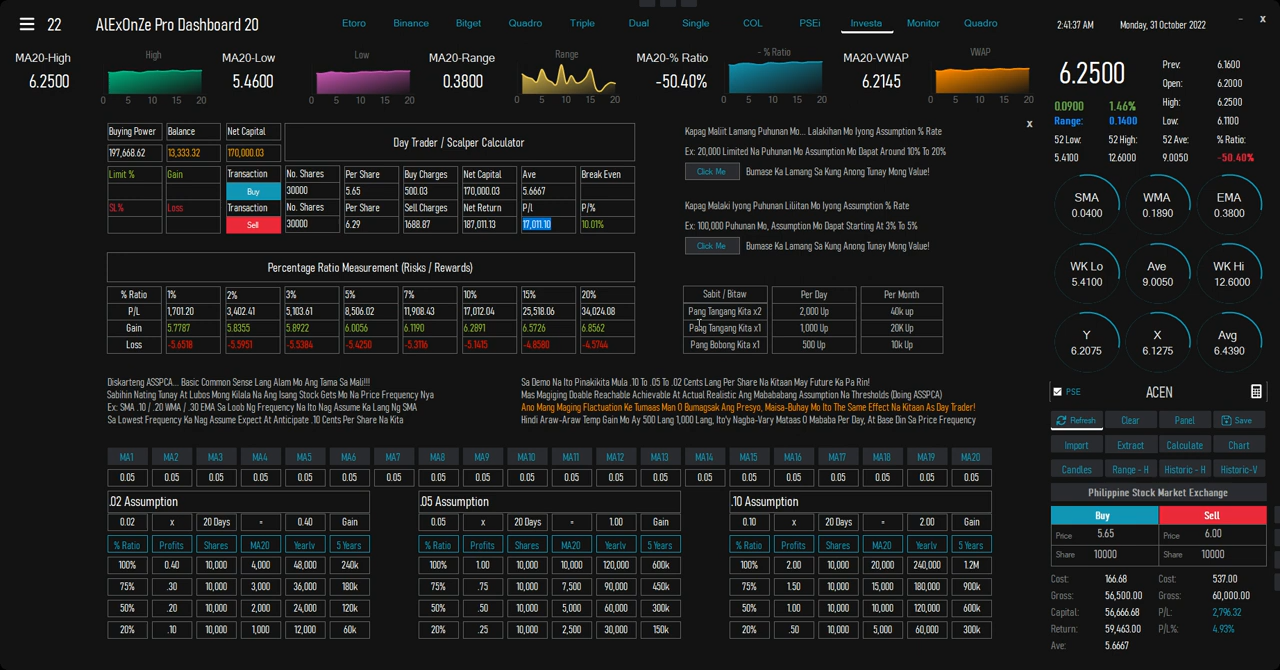 22 AlExOnZe Pro Dashboard 20
Etoro Binance Bitget Quadro Triple Dual Single COL PSEi Investa Monitor Quadro
2:41:37 AM Monday, 31 October 2022 - x
MA20-High 6.2500
High
0 5 10 15 20
MA20-Low 5.4600
Low
0 5 10 15 20
MA20-Range 0.3800
Range
0 5 10 15 20
MA20-% Ratio -50.40%
- % Ratio
0 5 10 15 20
MA20-VWAP 6.2145
VWAP
0 5 10 15 20
6.2500
0.0900 1.46%
Range: 0.1400
Prev: 6.1600
Open: 6.2000
High: 6.2500
Low: 6.1100
52 Low: 52 High: 52 Ave: % Ratio:
5.4100 12.6000 9.0050 -50.40%
Buying Power Balance Net Capital
197,668.62 13,333.32 170,000.03
Day Trader / Scalper Calculator
Limit % Gain Transaction No. Shares Per Share Buy Charges Net Capital Ave Break Even
Buy 30000 5.65 500.03 170,000.03 5.6667
SL% Loss Transaction No. Shares Per Share Sell Charges Net Return P/l P/%
Sell 30000 6.29 1688.87 187,011.13 17,011.10 10.01%
x
Kapag Maliit Lamang Puhunan Mo... Lalakihan Mo Iyong Assumption % Rate
Ex: 20,000 Limited Na Puhunan Mo Assumption Mo Dapat Around 10% To 20%
Click Me Bumase Ka Lamang Sa Kung Anong Tunay Mong Value!
Kapag Malaki Iyong Puhunan Liliitan Mo Iyong Assumption % Rate
Ex: 100,000 Puhunan Mo, Assumption Mo Dapat Starting At 3% To 5%
Click Me Bumase Ka Lamang Sa Kung Anong Tunay Mong Value!
Percentage Ratio Measurement (Risks / Rewards)
% Ratio 1% 2% 3% 5% 7% 10% 15% 20%
P/L 1,701.20 3,402.41 5,103.61 8,506.02 11,908.43 17,012.04 25,518.06 34,024.08
Gain 5.7787 5.8355 5.8922 6.0056 6.1190 6.2891 6.5726 6.8562
Loss -5.6518 -5.5951 -5.5384 -5.4250 -5.3116 -5.1415 -4.8580 -4.5744
Sabit / Bitaw Per Day Per Month
Pang Tangang Kita x2 2,000 Up 40k up
Pang Tangang Kita x1 1,000 Up 20K Up
Pang Bobong Kita x1 500 Up 10k Up
SMA 0.0400
WMA 0.1890
EMA 0.3800
WK Lo 5.4100
Ave 9.0050
WK Hi 12.6000
Y 6.2075
X 6.1275
Avg 6.4390
Diskarteng ASSPCA... Basic Common Sense Lang Alam Mo Ang Tama Sa Mali!!!
Sabihin Nating Tunay At Lubos Mong Kilala Na Ang Isang Stock Gets Mo Na Price Frequency Nya
Ex: SMA .10 / .20 WMA / .30 EMA Sa Loob Ng Frequency Na Ito Nag Assume Ka Lang Ng SMA
Sa Lowest Frequency Ka Nag Assume Expect At Anticipate .10 Cents Per Share Na Kita
Sa Demo Na Ito Pinakikita Mula .10 To .05 To .02 Cents Lang Per Share Na Kitaan May Future Ka Pa Rin!
Mas Magiging Doable Reachable Achievable At Actual Realistic Ang Mabababang Assumption Na Thresholds (Doing ASSPCA)
Ano Mang Maging Flactuation Ke Tumaas Man O Bumagsak Ang Presyo, Maisa-Buhay Mo Ito The Same Effect Na Kitaan As Day Trader!
Hindi Araw-Araw Temp Gain Mo Ay 500 Lang 1,000 Lang, Ito'y Nagba-Vary Mataas O Mababa Per Day, At Base Din Sa Price Frequency
MA1 MA2 MA3 MA4 MA5 MA6 MA7 MA8 MA9 MA10 MA11 MA12 MA13 MA14 MA15 MA16 MA17 MA18 MA19 MA20
0.05 0.05 0.05 0.05 0.05 0.05 0.05 0.05 0.05 0.05 0.05 0.05 0.05 0.05 0.05 0.05 0.05 0.05 0.05 0.05
.02 Assumption
0.02 x 20 Days = 0.40 Gain
% Ratio Profits Shares MA20 Yearly 5 Years
100% 0.40 10,000 4,000 48,000 240k
75% .30 10,000 3,000 36,000 180k
50% .20 10,000 2,000 24,000 120k
20% .10 10,000 1,000 12,000 60k
.05 Assumption
0.05 x 20 Days = 1.00 Gain
% Ratio Profits Shares MA20 Yearly 5 Years
100% 1.00 10,000 10,000 120,000 600k
75% .75 10,000 7,500 90,000 450k
50% .50 10,000 5,000 60,000 300k
20% .25 10,000 2,500 30,000 150k
.10 Assumption
0.10 x 20 Days = 2.00 Gain
% Ratio Profits Shares MA20 Yearly 5 Years
100% 2.00 10,000 20,000 240,000 1.2M
75% 1.50 10,000 15,000 180,000 900k
50% 1.00 10,000 10,000 120,000 600k
20% .50 10,000 5,000 60,000 300k
PSE ACEN
Refresh Clear Panel Save
Import Extract Calculate Chart
Candles Range - H Historic - H Historic-V
Philippine Stock Market Exchange
Buy Sell
Price 5.65 Price 6.00
Share 10000 Share 10000
Cost: 166.68 Cost: 537.00
Gross: 56,500.00 Gross: 60,000.00
Capital: 56,666.68 P/L: 2,796.32
Return: 59,463.00 P/L%: 4.93%
Ave: 5.6667